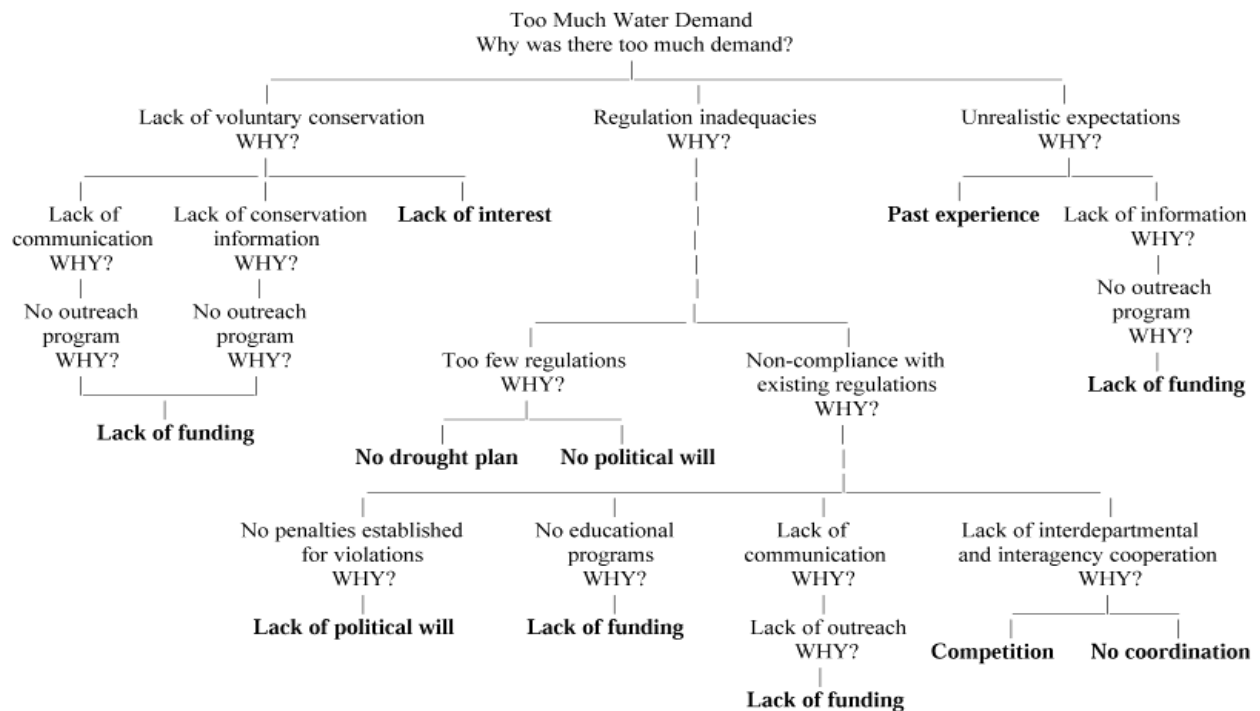 Too Much Water Demand
Why was there too much demand?
Lack of voluntary conservation
WHY?
Regulation inadequacies
WHY?
Unrealistic expectations
WHY?
Lack of
communication
WHY?
Lack of conservation
information
WHY?
Lack of interest
Past experience
Lack of information
WHY?
No outreach
program
WHY?
No outreach
program
WHY?
No outreach
program
WHY?
Lack of funding
Too few regulations
WHY?
Non-compliance with
existing regulations
WHY?
Lack of funding
No drought plan
No political will
No penalties established
for violations
WHY?
No educational
programs
WHY?
Lack of
communication
WHY?
Lack of interdepartmental
and interagency cooperation
WHY?
Lack of political will
Lack of funding
Lack of outreach
WHY?
Competition
No coordination
Lack of funding